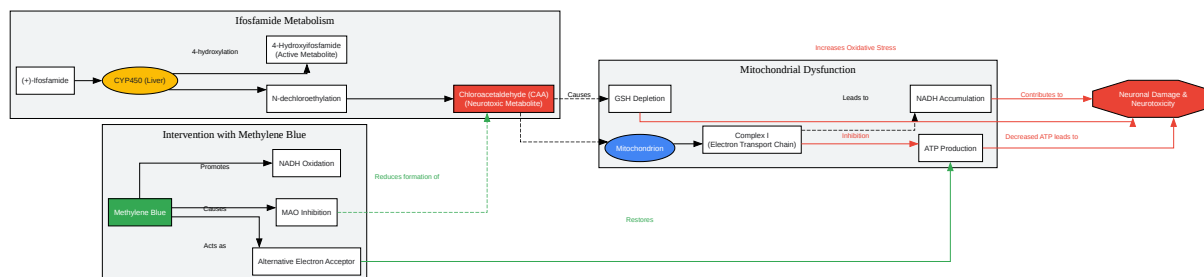 Ifosfamide Metabolism
4-hydroxylation
4-Hydroxyifosfamide
(Active Metabolite)
(+)-Ifosfamide
CYP450 (Liver)
N-dechloroethylation
Chloroacetaldehyde (CAA)
(Neurotoxic Metabolite)
Causes
Increases Oxidative Stress
Mitochondrial Dysfunction
GSH Depletion
Leads to
NADH Accumulation
Contributes to
Neuronal Damage &
Neurotoxicity
Mitochondrion
Complex I
(Electron Transport Chain)
Inhibition
ATP Production
Decreased ATP leads to
Intervention with Methylene Blue
Promotes
NADH Oxidation
Methylene Blue
Causes
MAO Inhibition
Reduces formation of
Acts as
Alternative Electron Acceptor
Restores